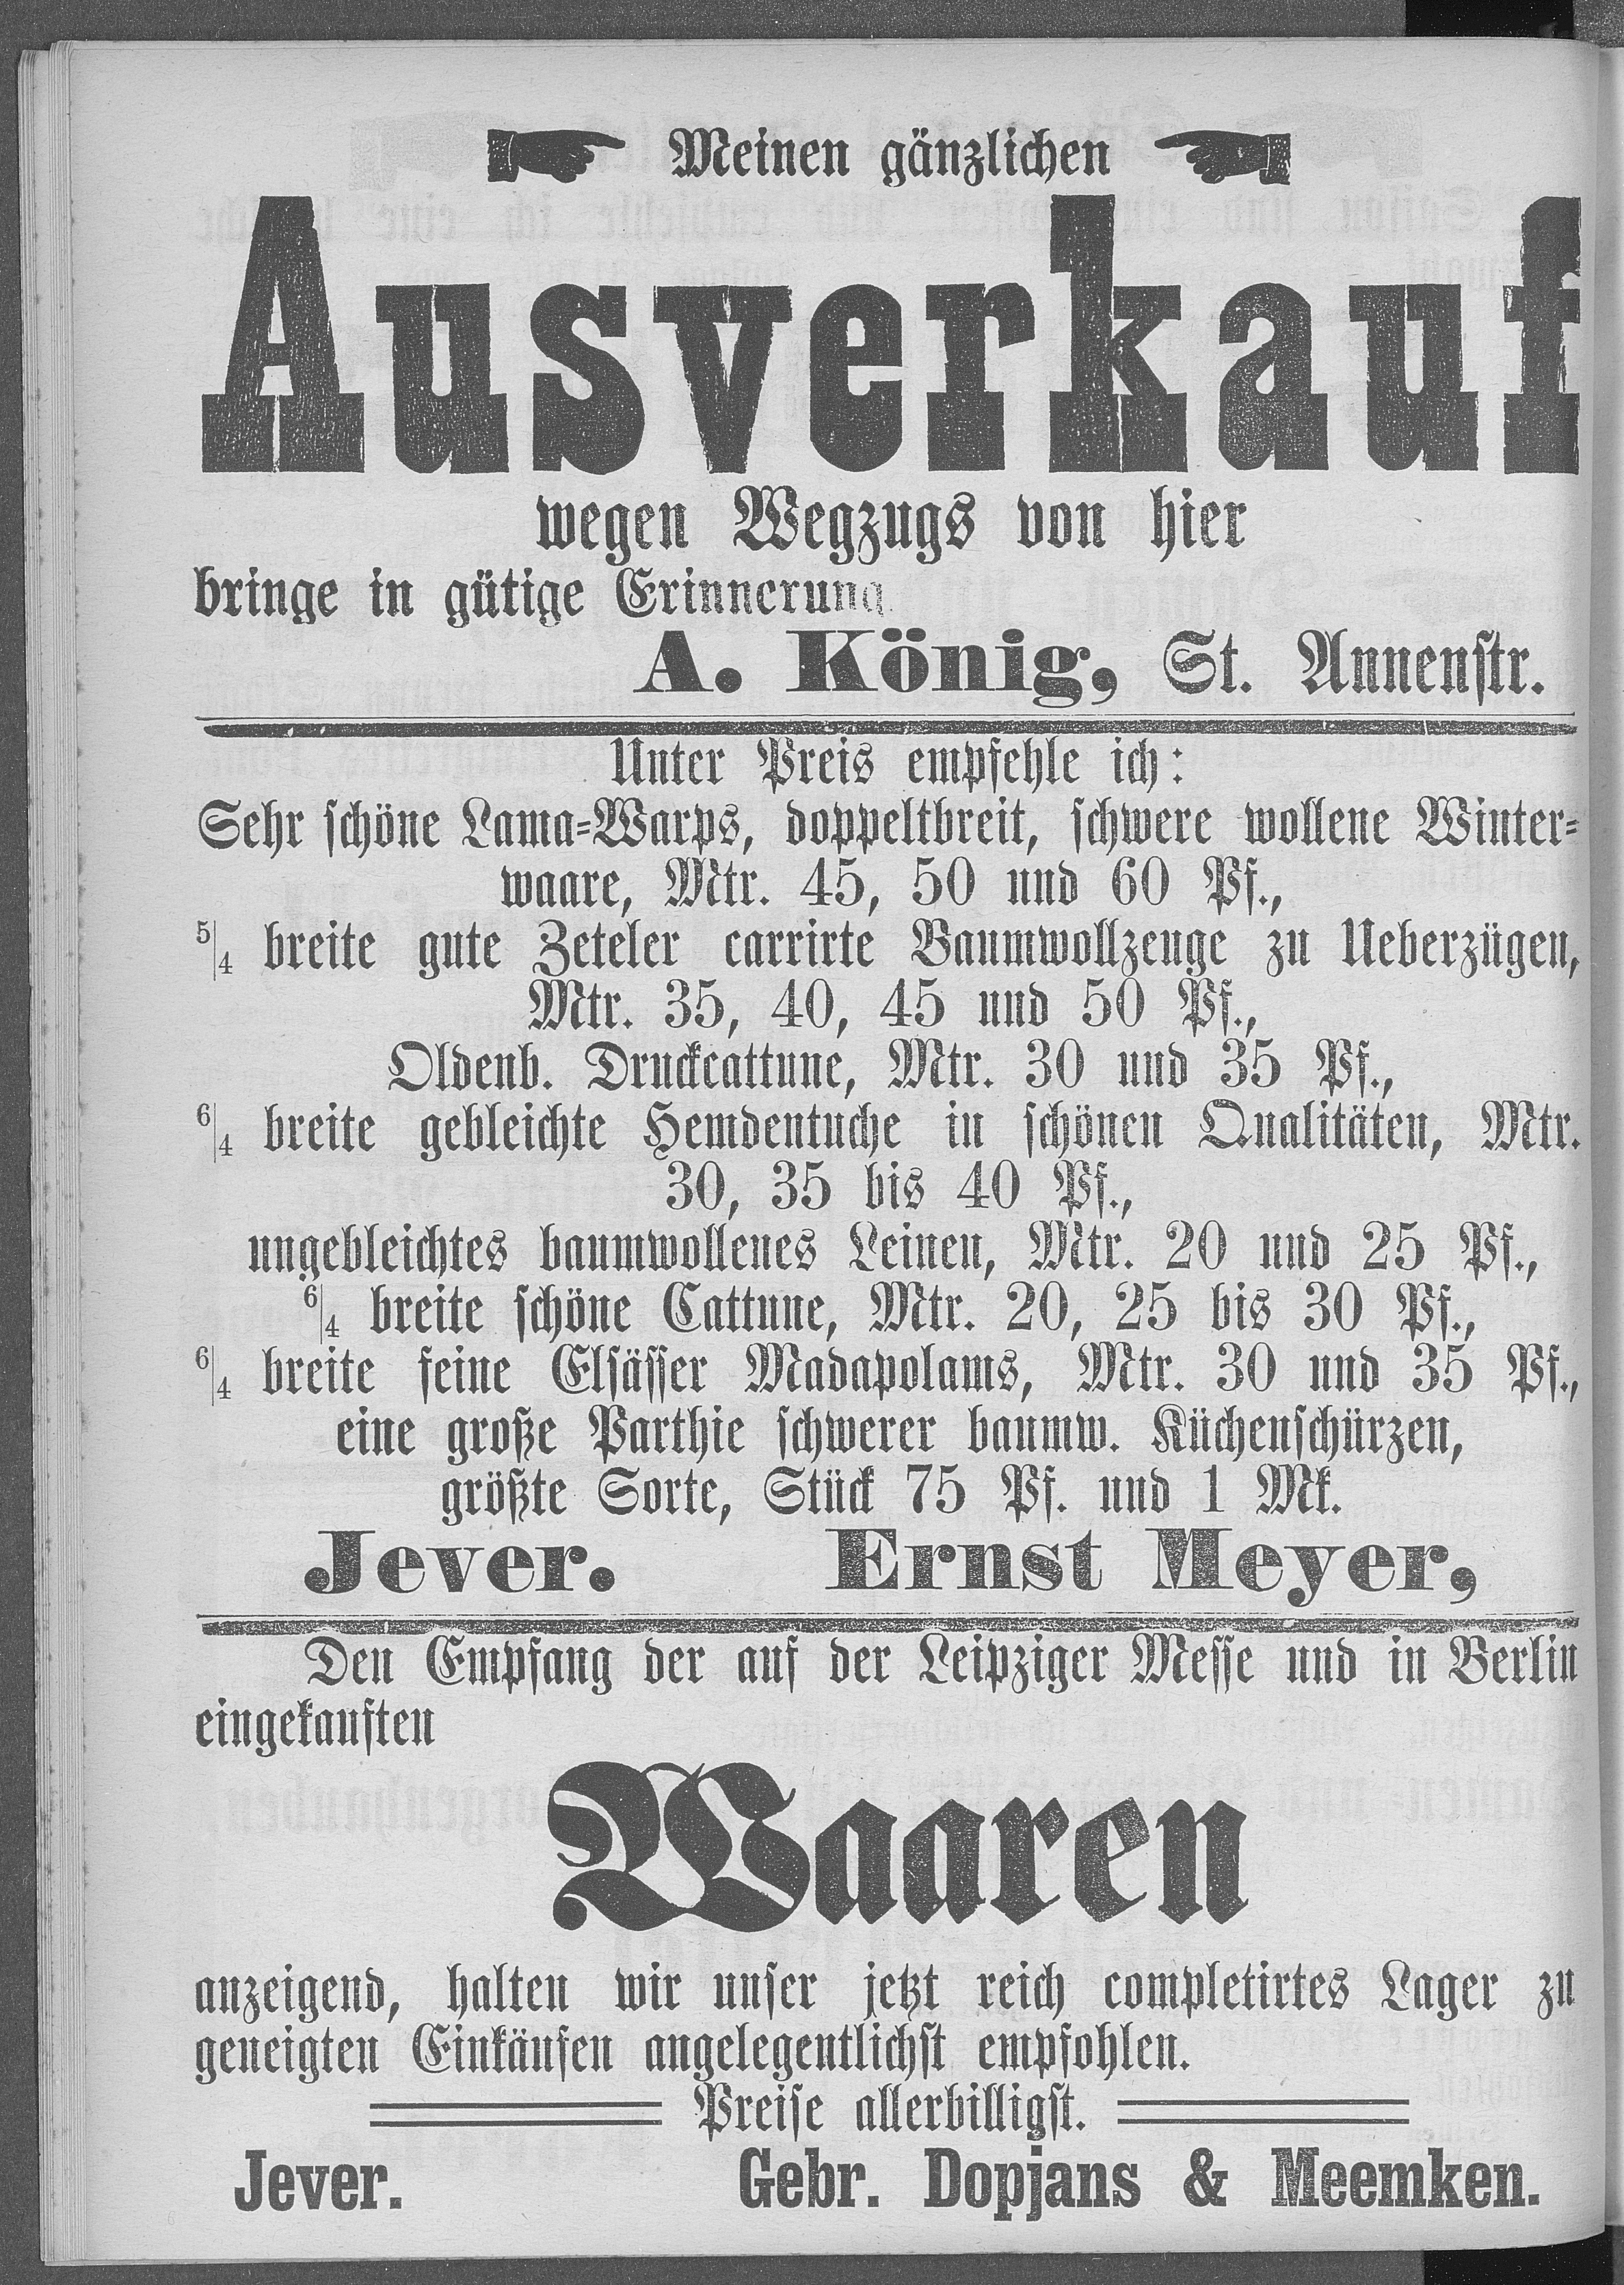 Meinen gänzlichen
Ausverkauf
wegen Wegzugs von hier
bringe in gütige Erinnerung
A. König, St. Annenstr.
Unter Preis empfehle ich:
Sehr schöne Lama-Warps, doppeltbreit, schwere wollene Winter-
waare, Mtr. 45, 50 und 60 Pf.,
5/4 breite gute Zeteler carrirte Baumwollzeuge zu Ueberzügen,
Mtr. 35, 40, 45 und 50 Pf.,
Oldenb. Druckcattune, Mtr. 30 und 35 Pf.,
6/4 breite gebleichte Hemdentuche in schönen Qualitäten, Mtr.
30, 35 bis 40 Pf.,
ungebleichtes baumwollenes Leinen, Mtr. 20 und 25 Pf.,
6/4 breite schöne Cattune, Mtr. 20, 25 bis 30 Pf.,
6/4 breite feine Elsässer Madapolams, Mtr. 30 und 35 Pf.,
eine große Parthie schwerer baumw. Küchenschürzen,
größte Sorte, Stück 75 Pf. und 1 Mk.
Jever. Ernst Meyer,
Den Empfang der auf der Leipziger Messe und in Berlin
eingekauften
Waaren
anzeigend, halten wir unser jetzt reich completirtes Lager zu
geneigten Einkäufen angelegentlichst empfohlen.
Preise allerbilligst.
Jever. Gebr. Dopjans & Meemken.